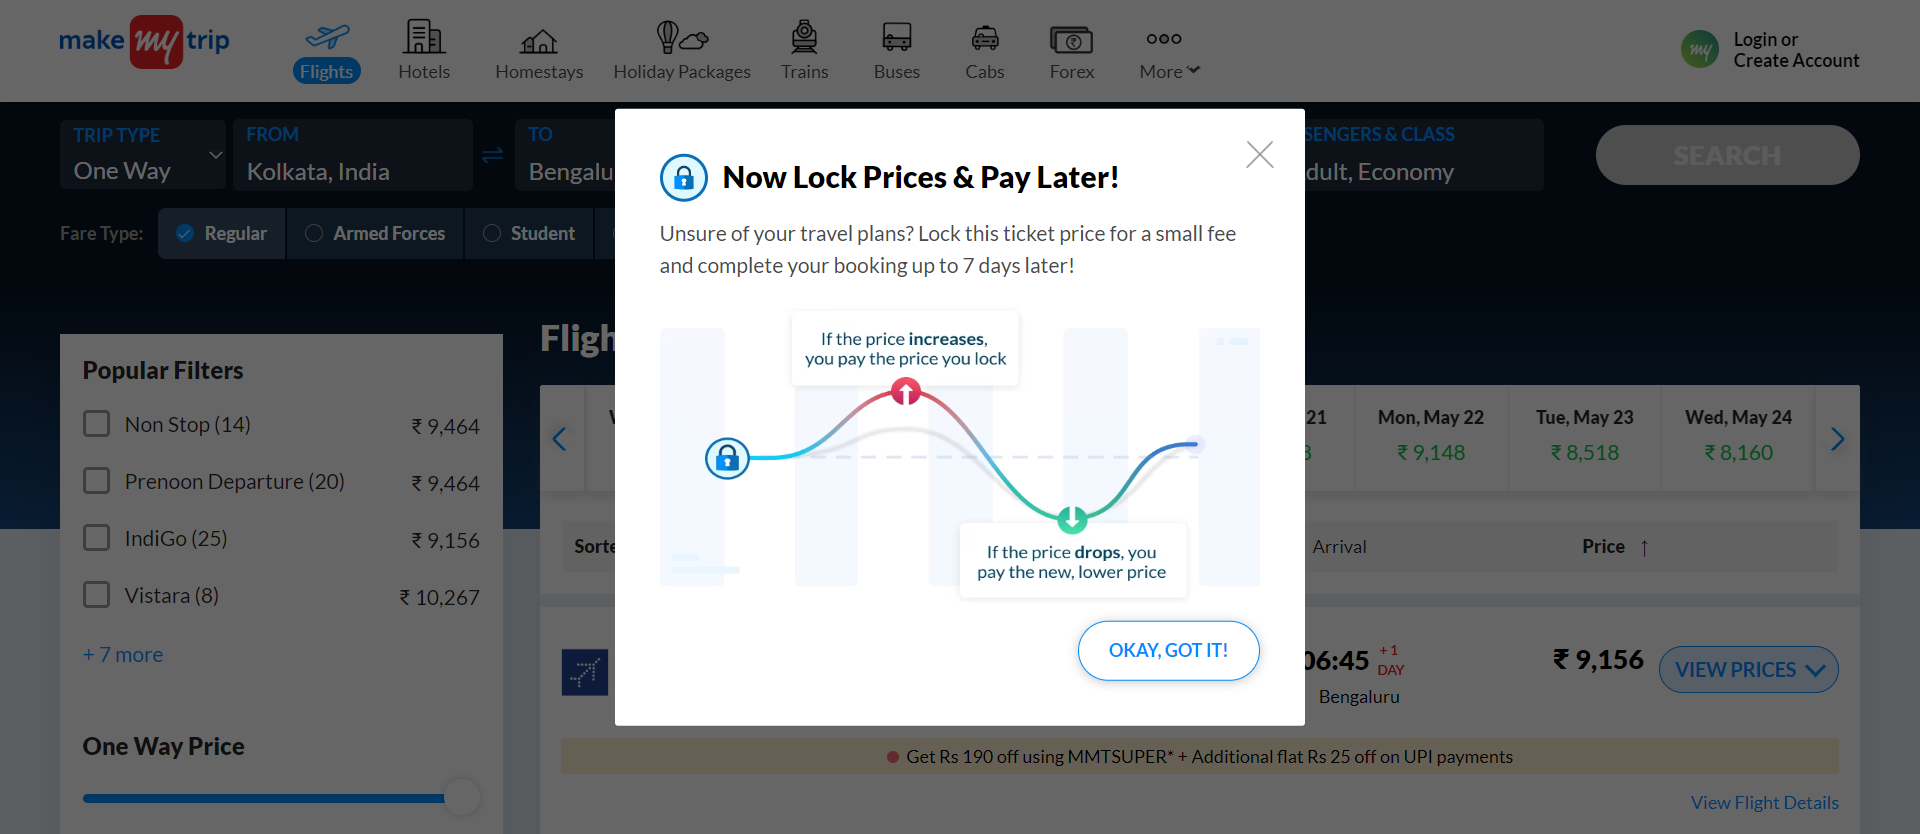 make my trip
Flights
Hotels
Homestays
Holiday Packages
Trains
Buses
Cabs
Forex
More
my
Login or
Create Account
TRIP TYPE
One Way
FROM
Kolkata, India
TO
Bengalu
SENGERS & CLASS
dult, Economy
SEARCH
Fare Type:
Regular
Armed Forces
Student
Now Lock Prices & Pay Later!
Unsure of your travel plans? Lock this ticket price for a small fee
and complete your booking up to 7 days later!
If the price increases,
you pay the price you lock
If the price drops, you
pay the new, lower price
OKAY, GOT IT!
Popular Filters
Non Stop (14) ₹ 9,464
Prenoon Departure (20) ₹ 9,464
IndiGo (25) ₹ 9,156
Vistara (8) ₹ 10,267
+ 7 more
One Way Price
Fligh
21
Mon, May 22
₹ 9,148
Tue, May 23
₹ 8,518
Wed, May 24
₹ 8,160
Sorte
Arrival
Price ↑
06:45 +1
DAY
Bengaluru
₹ 9,156
VIEW PRICES
Get Rs 190 off using MMTSUPER* + Additional flat Rs 25 off on UPI payments
View Flight Details